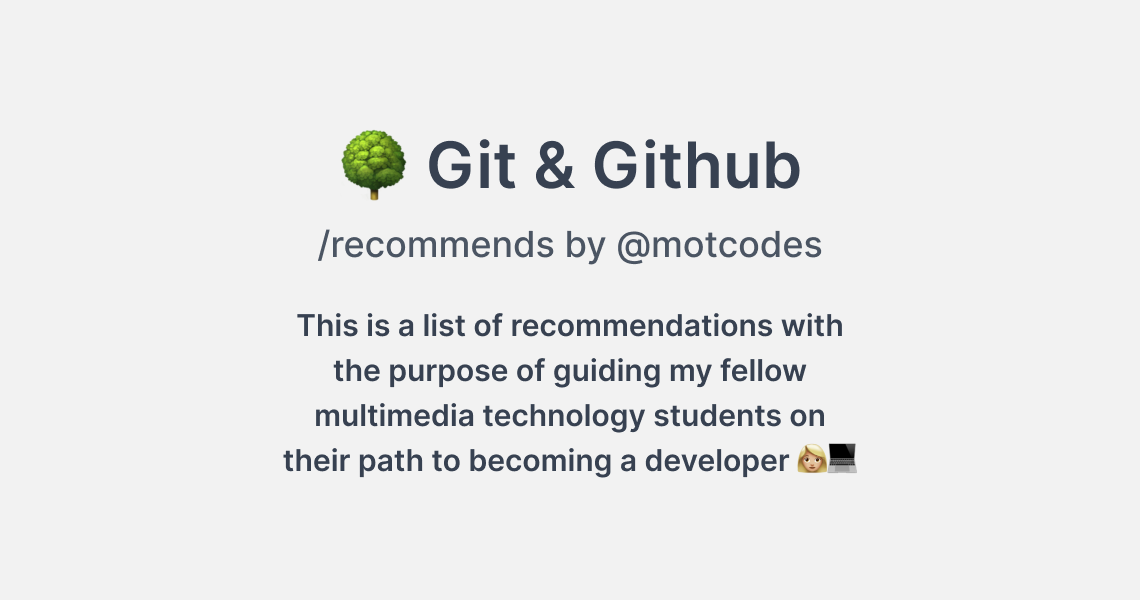 🌳 Git & Github
/recommends by @motcodes
This is a list of recommendations with
the purpose of guiding my fellow
multimedia technology students on
their path to becoming a developer 👩🏼💻